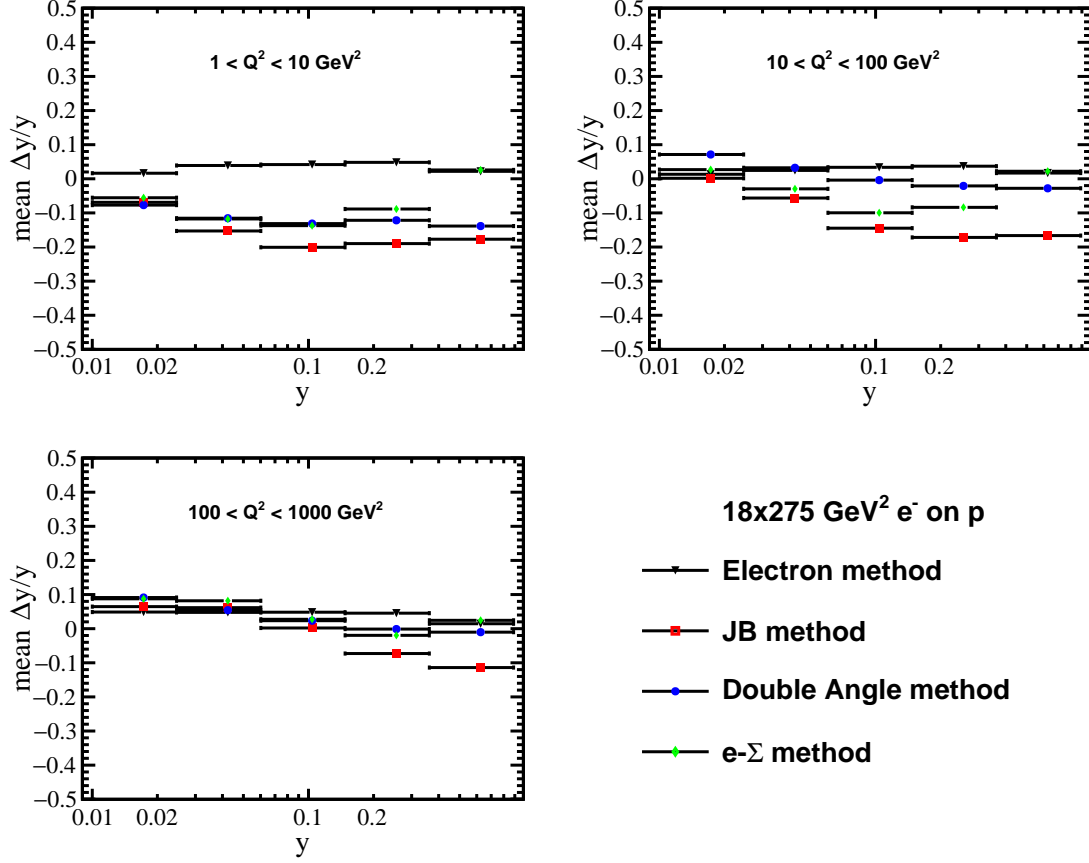 0.5
0.4
0.3
0.2
0.1
0
−0.1
−0.2
−0.3
−0.4
−0.5
mean Δy/y
1 < Q² < 10 GeV²
0.01 0.02 0.1 0.2
y
0.5
0.4
0.3
0.2
0.1
0
−0.1
−0.2
−0.3
−0.4
−0.5
mean Δy/y
10 < Q² < 100 GeV²
0.01 0.02 0.1 0.2
y
0.5
0.4
0.3
0.2
0.1
0
−0.1
−0.2
−0.3
−0.4
−0.5
mean Δy/y
100 < Q² < 1000 GeV²
0.01 0.02 0.1 0.2
y
18x275 GeV² e⁻ on p
Electron method
JB method
Double Angle method
e-Σ method